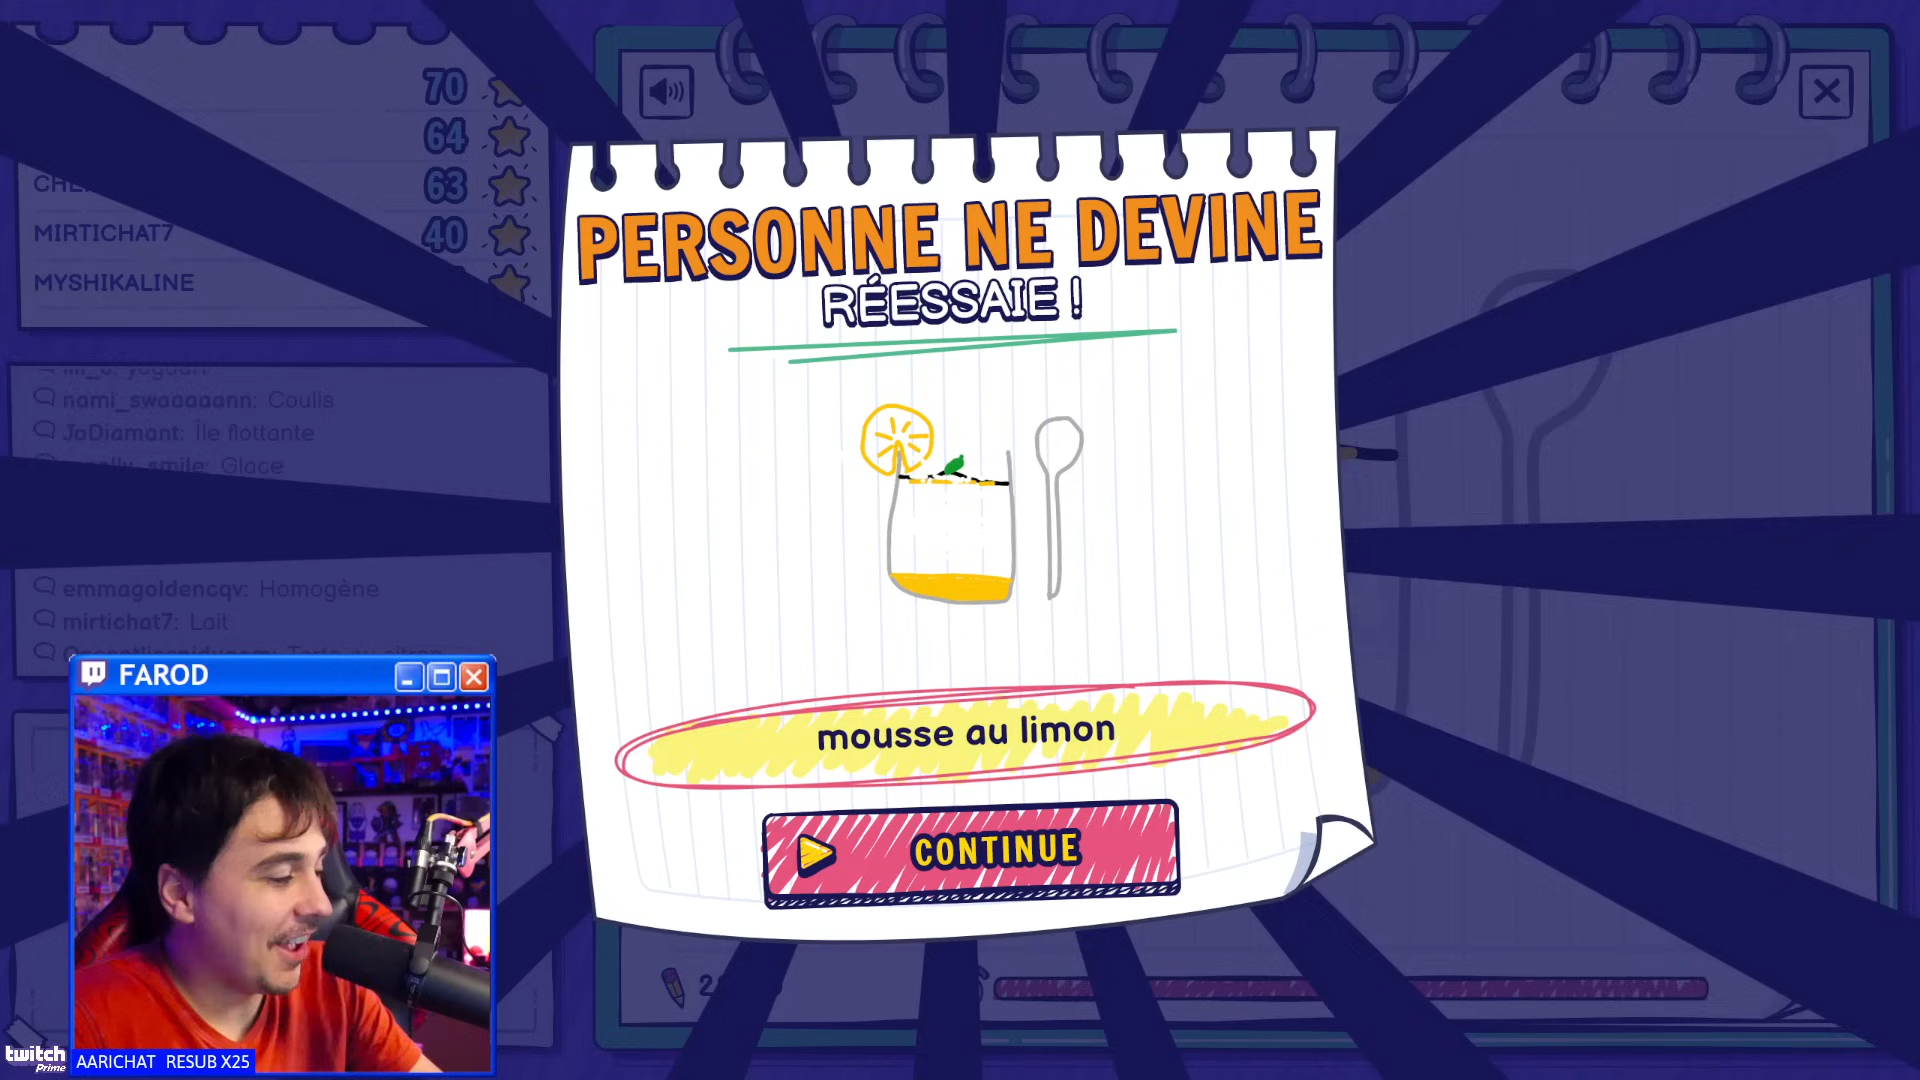 70
64
63
MIRTICHAT7 40
MYSHIKALINE
nami_swaaaaann: Coulis
JoDiamant: Île flottante
smile: Glace
emmagoldencqv: Homogène
mirtichat7: Lait
FAROD
twitch
Prime
AARICHAT RESUB X25
PERSONNE NE DEVINE
RÉESSAIE !
mousse au limon
CONTINUE